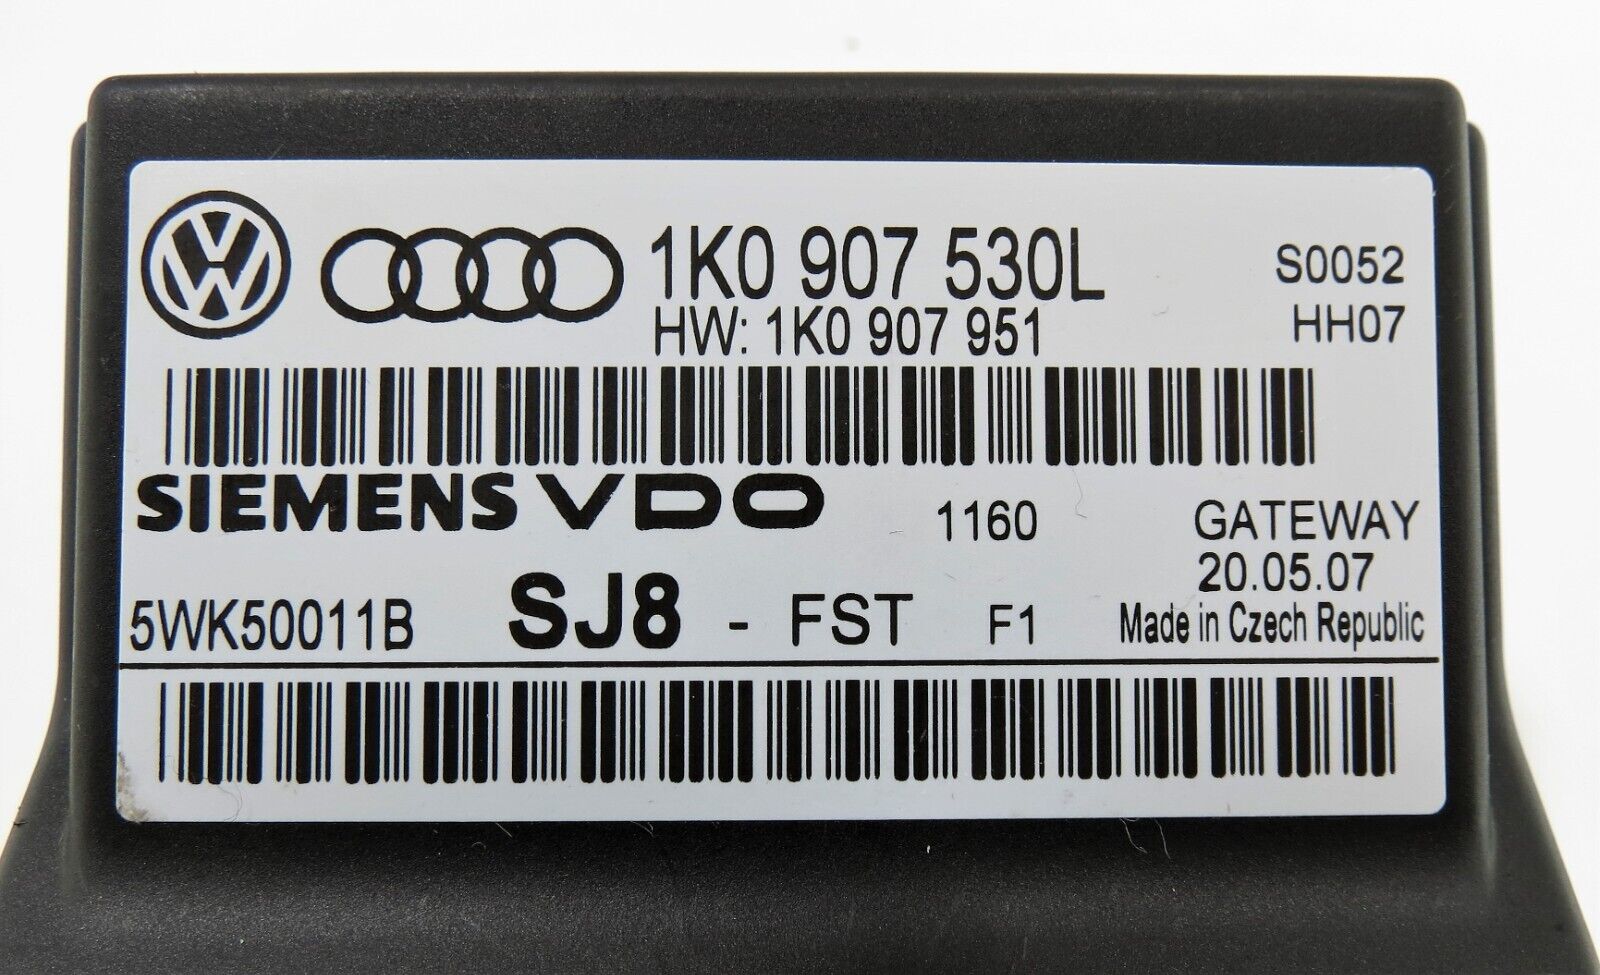 1K0 907 530L S0052
HW: 1K0 907 951 HH07
SIEMENS VDO 1160 GATEWAY
20.05.07
5WK50011B SJ8 - FST F1 Made in Czech Republic